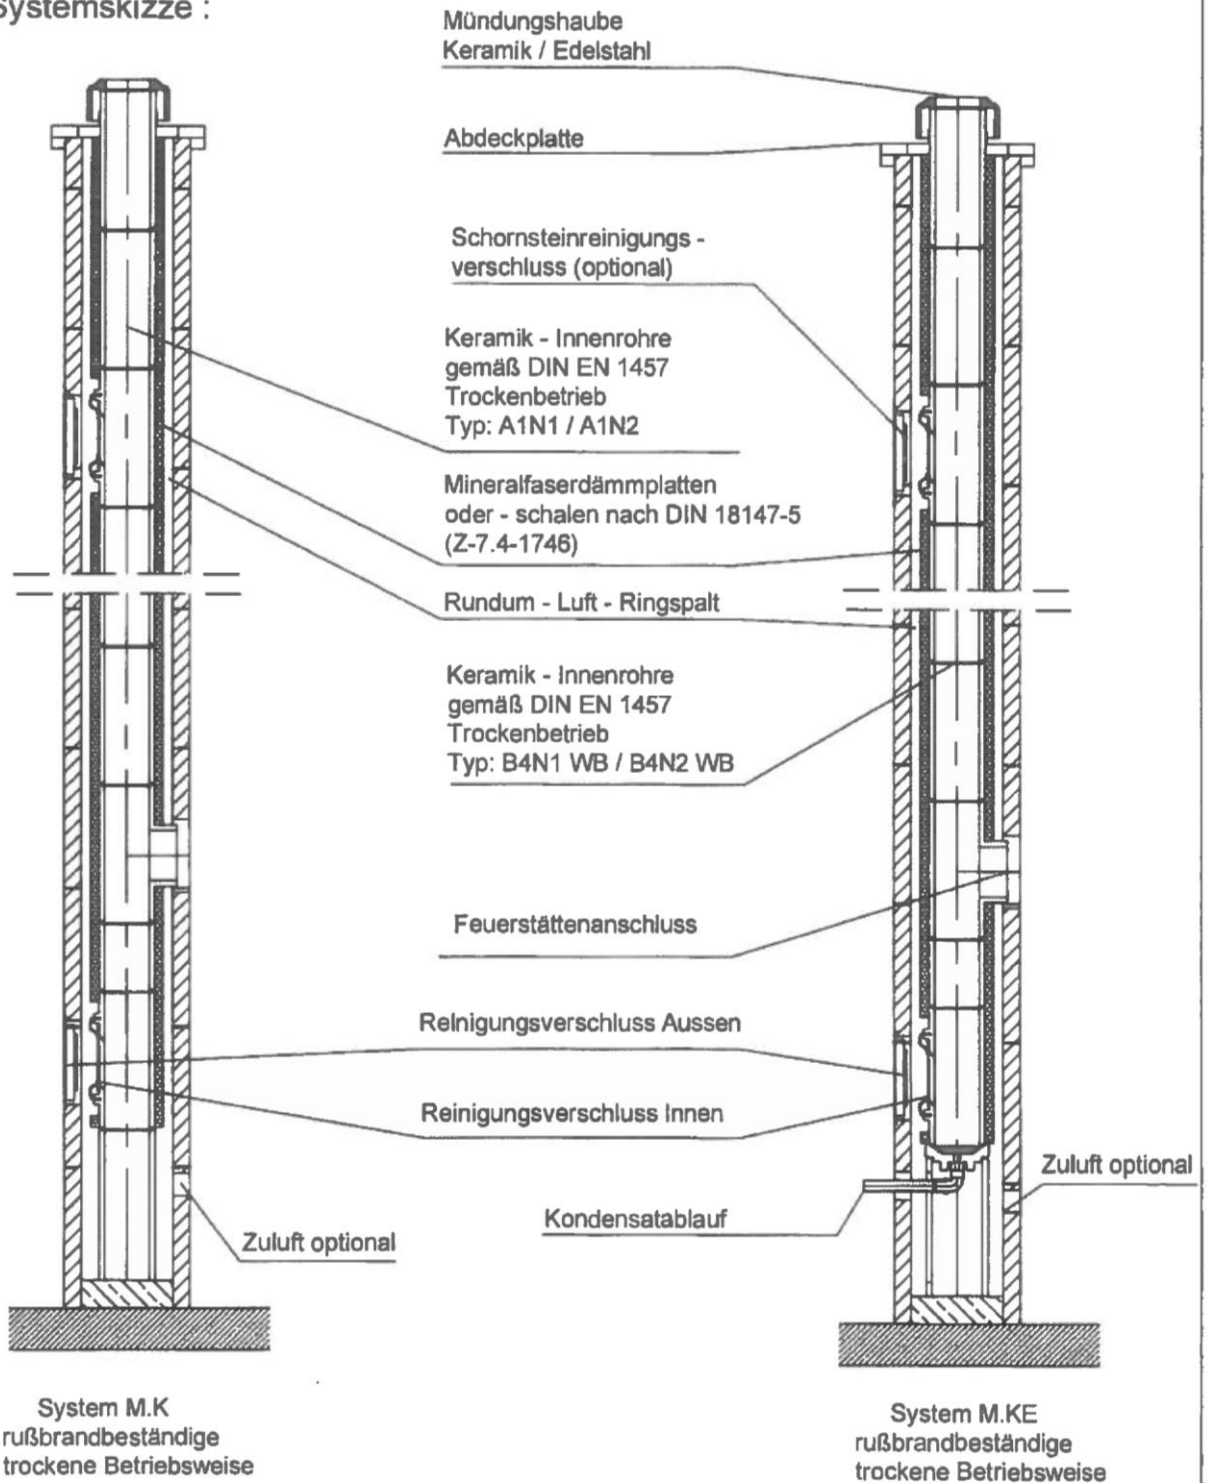 Systemskizze :
Mündungshaube
Keramik / Edelstahl
Abdeckplatte
Schornsteinreinigungs -
verschluss (optional)
Keramik - Innenrohre
gemäß DIN EN 1457
Trockenbetrieb
Typ: A1N1 / A1N2
Mineralfaserdämmplatten
oder - schalen nach DIN 18147-5
(Z-7.4-1746)
Rundum - Luft - Ringspalt
Keramik - Innenrohre
gemäß DIN EN 1457
Trockenbetrieb
Typ: B4N1 WB / B4N2 WB
Feuerstättenanschluss
Reinigungsverschluss Aussen
Reinigungsverschluss Innen
Zuluft optional
Kondensatablauf
Zuluft optional
System M.K
rußbrandbeständige
trockene Betriebsweise
System M.KE
rußbrandbeständige
trockene Betriebsweise